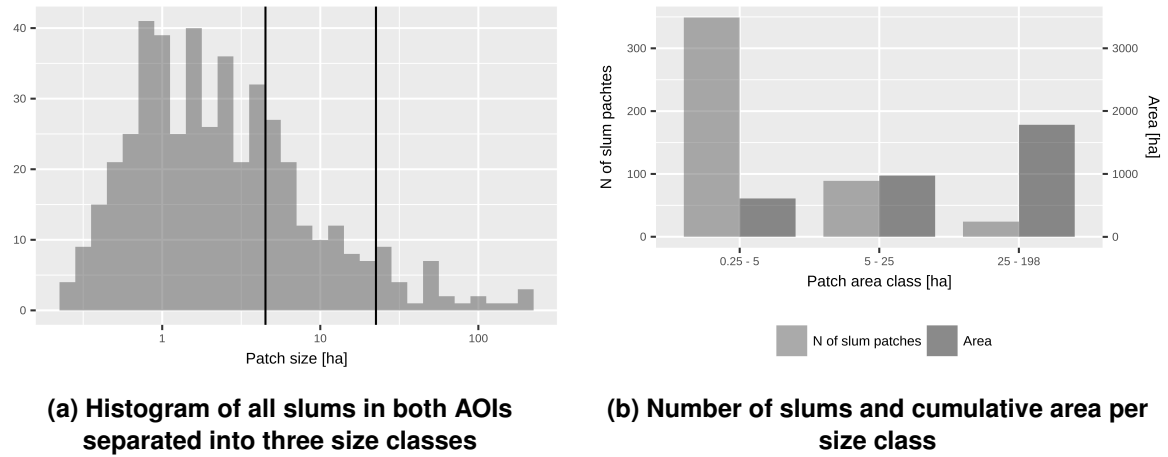 40
30
20
10
0
1
10
100
Patch size [ha]
(a) Histogram of all slums in both AOIs
separated into three size classes
N of slum pachtes
300
200
100
0
3000
2000
1000
0
Area [ha]
0.25 - 5
5 - 25
25 - 198
Patch area class [ha]
N of slum patches
Area
(b) Number of slums and cumulative area per
size class